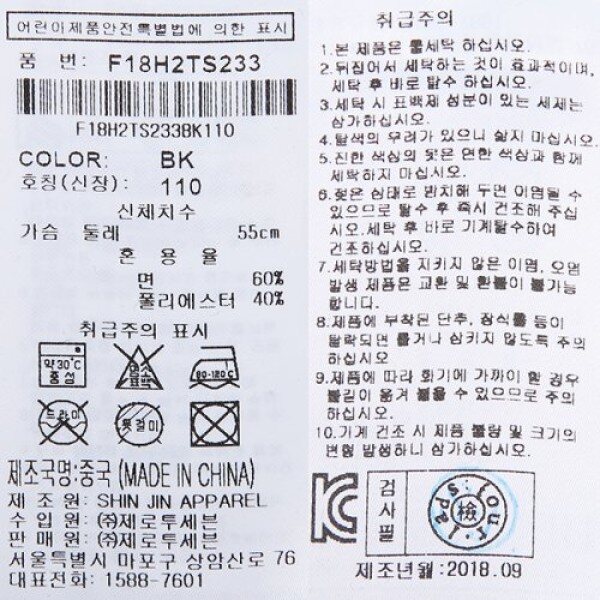 어린이제품안전특별법에 의한 표시
품 번: F18H2TS233
F18H2TS233BK110
COLOR: BK
호칭(신장): 110
신체치수
가슴 둘레 55cm
혼 용 율
면 60%
폴리에스터 40%
취급주의 표시
약30℃
중성
염소
표백
80-120℃
드라이
옷걸이
제조국명:중국 (MADE IN CHINA)
제 조 원: SHIN JIN APPAREL
수 입 원: ㈜제로투세븐
판 매 원: ㈜제로투세븐
서울특별시 마포구 상암산로 76
대표전화: 1588-7601
취급주의
1.본 제품은 물세탁 하십시오.
2.뒤집어서 세탁하는 것이 효과적이며,
세탁 후 바로 탈수 하십시오.
3.세탁 시 표백제 성분이 있는 세제는
삼가하십시오.
4.탈색의 우려가 있으니 삶지 마십시오.
5.진한 색상의 옷은 연한 색상과 함께
세탁하지 마십시오.
6.젖은 상태로 방치해 두면 이염될 수
있으므로 탈수 후 즉시 건조해 주십
시오.세탁 후 바로 기계탈수하여
건조하십시오.
7.세탁방법을 지키지 않은 이염, 오염
발생 제품은 교환 및 환불이 불가능
합니다.
8.제품에 부착된 단추, 장식물 등이
탈락되면 물거나 삼키지 않도록 주의
하십시오
9.제품에 따라 화기에 가까이 할 경우
불길이 옮겨 붙을 수 있으므로 주의
하십시오.
10.기계 건조 시 제품 불량 및 크기의
변형 발생하니 삼가하십시오.
검사필
檢
제조년월:2018.09